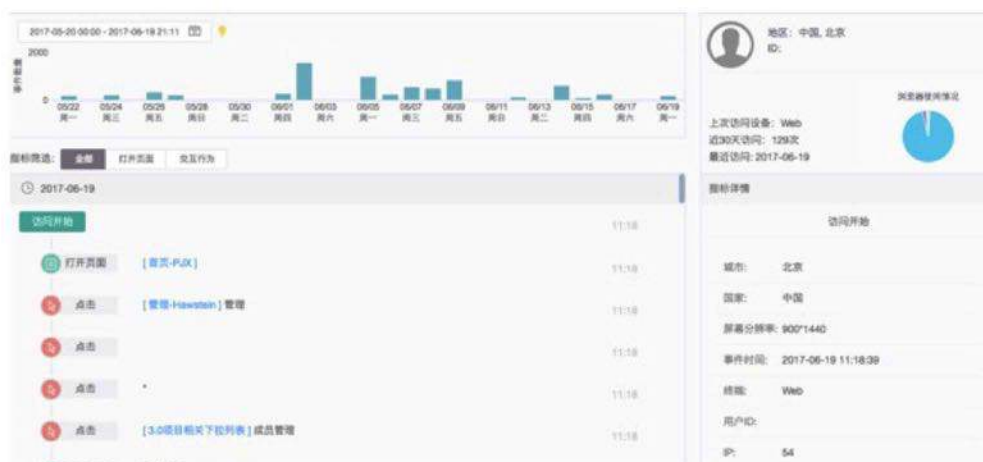 2017-05-20 00:00 - 2017-06-19 21:11
2000
事件数量
0
05/22 05/24 05/26 05/28 05/30 06/01 06/03 06/05 06/07 06/09 06/11 06/13 06/15 06/17 06/19
周一 周三 周五 周日 周二 周四 周六 周一 周三 周五 周日 周二 周四 周六 周一
指标筛选: 全部 打开页面 交互行为
2017-06-19
访问开始 11:18
打开页面 [首页-PJX] 11:18
点击 [管理-Hawstein] 管理 11:18
点击 11:18
点击 * 11:18
点击 [3.0项目相关下拉列表] 成员管理 11:18
地区: 中国, 北京
ID:
浏览器使用情况
上次访问设备: Web
近30天访问: 129次
最近访问: 2017-06-19
指标详情
访问开始
城市: 北京
国家: 中国
屏幕分辨率: 900*1440
事件时间: 2017-06-19 11:18:39
终端: Web
用户ID:
IP: 54